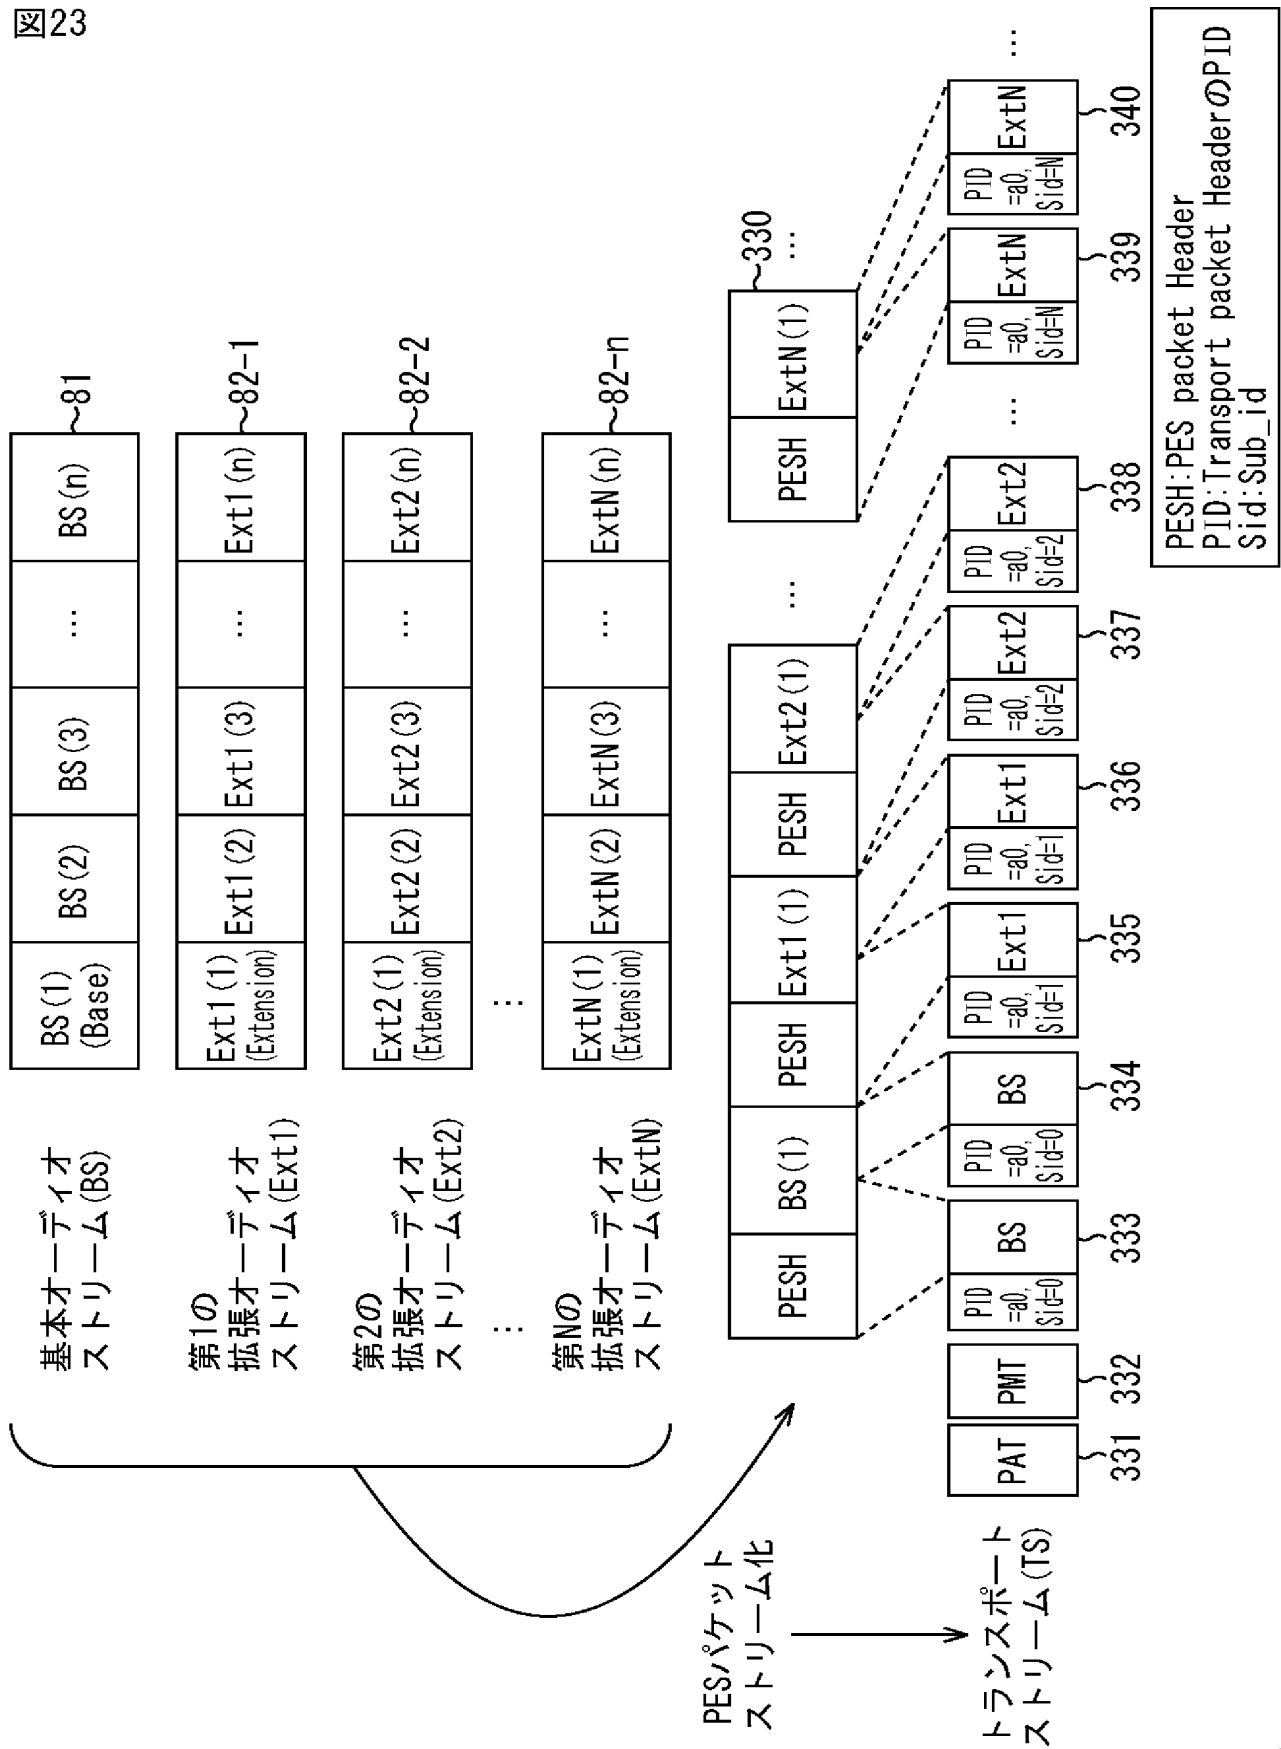 図23
基本オーディオ
ストリーム(BS)
BS(1)
(Base)
BS(2)
BS(3)
…
BS(n)
81
第1の
拡張オーディオ
ストリーム(Ext1)
Ext1(1)
(Extension)
Ext1(2)
Ext1(3)
…
Ext1(n)
82-1
第2の
拡張オーディオ
ストリーム(Ext2)
Ext2(1)
(Extension)
Ext2(2)
Ext2(3)
…
Ext2(n)
82-2
…
…
第Nの
拡張オーディオ
ストリーム(ExtN)
ExtN(1)
(Extension)
ExtN(2)
ExtN(3)
…
ExtN(n)
82-n
PESパケット
ストリーム化
PESH
BS(1)
PESH
Ext1(1)
PESH
Ext2(1)
…
PESH
ExtN(1)
330
…
トランスポート
ストリーム(TS)
PAT
331
PMT
332
PID
=a0,
Sid=0
BS
333
PID
=a0,
Sid=0
BS
334
PID
=a0,
Sid=1
Ext1
335
PID
=a0,
Sid=1
Ext1
336
PID
=a0,
Sid=2
Ext2
337
PID
=a0,
Sid=2
Ext2
338
…
PID
=a0,
Sid=N
ExtN
339
PID
=a0,
Sid=N
ExtN
340
…
PESH:PES packet Header
PID:Transport packet HeaderのPID
Sid:Sub_id